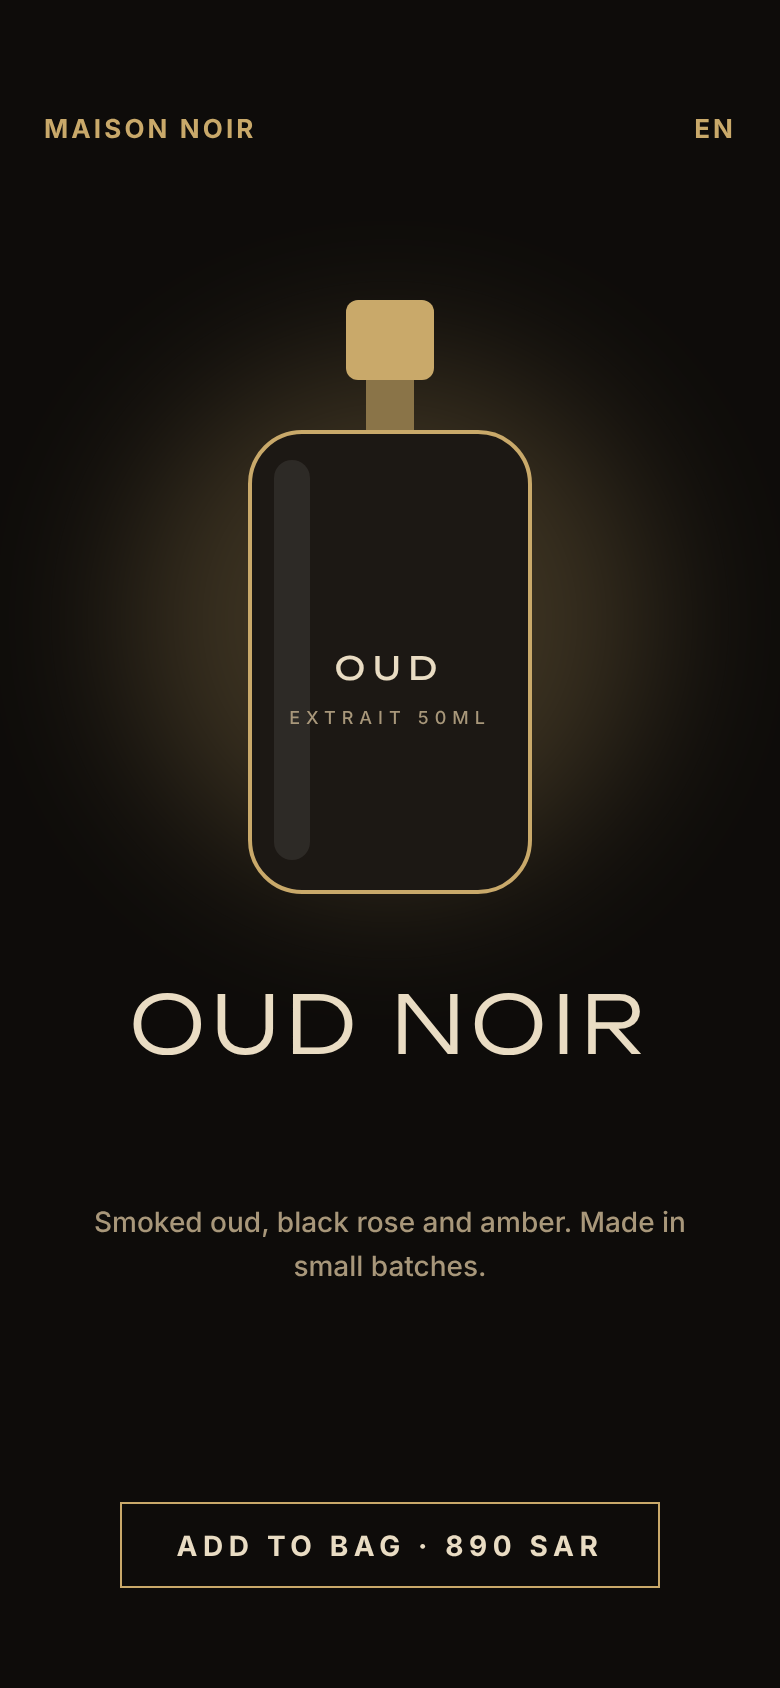 MAISON NOIR
EN
OUD
EXTRAIT 50ML
OUD NOIR
Smoked oud, black rose and amber. Made in
small batches.
ADD TO BAG · 890 SAR